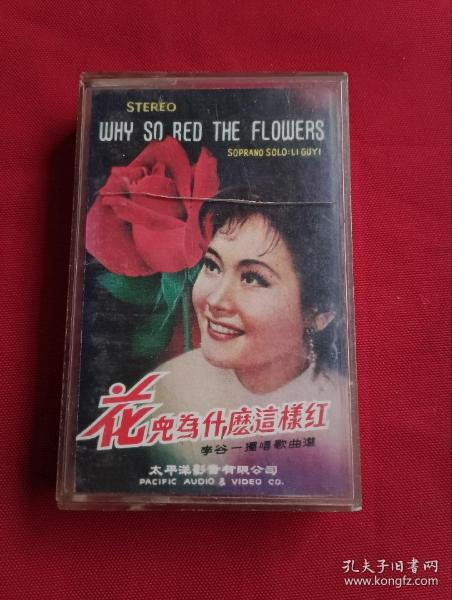 STEREO
WHY SO RED THE FLOWERS
SOPRANO SOLO: LI GUYI
花兒為什麽這樣红
李谷一獨唱歌曲選
太平洋影音有限公司
PACIFIC AUDIO & VIDEO CO.
孔夫子旧书网
www.kongfz.com